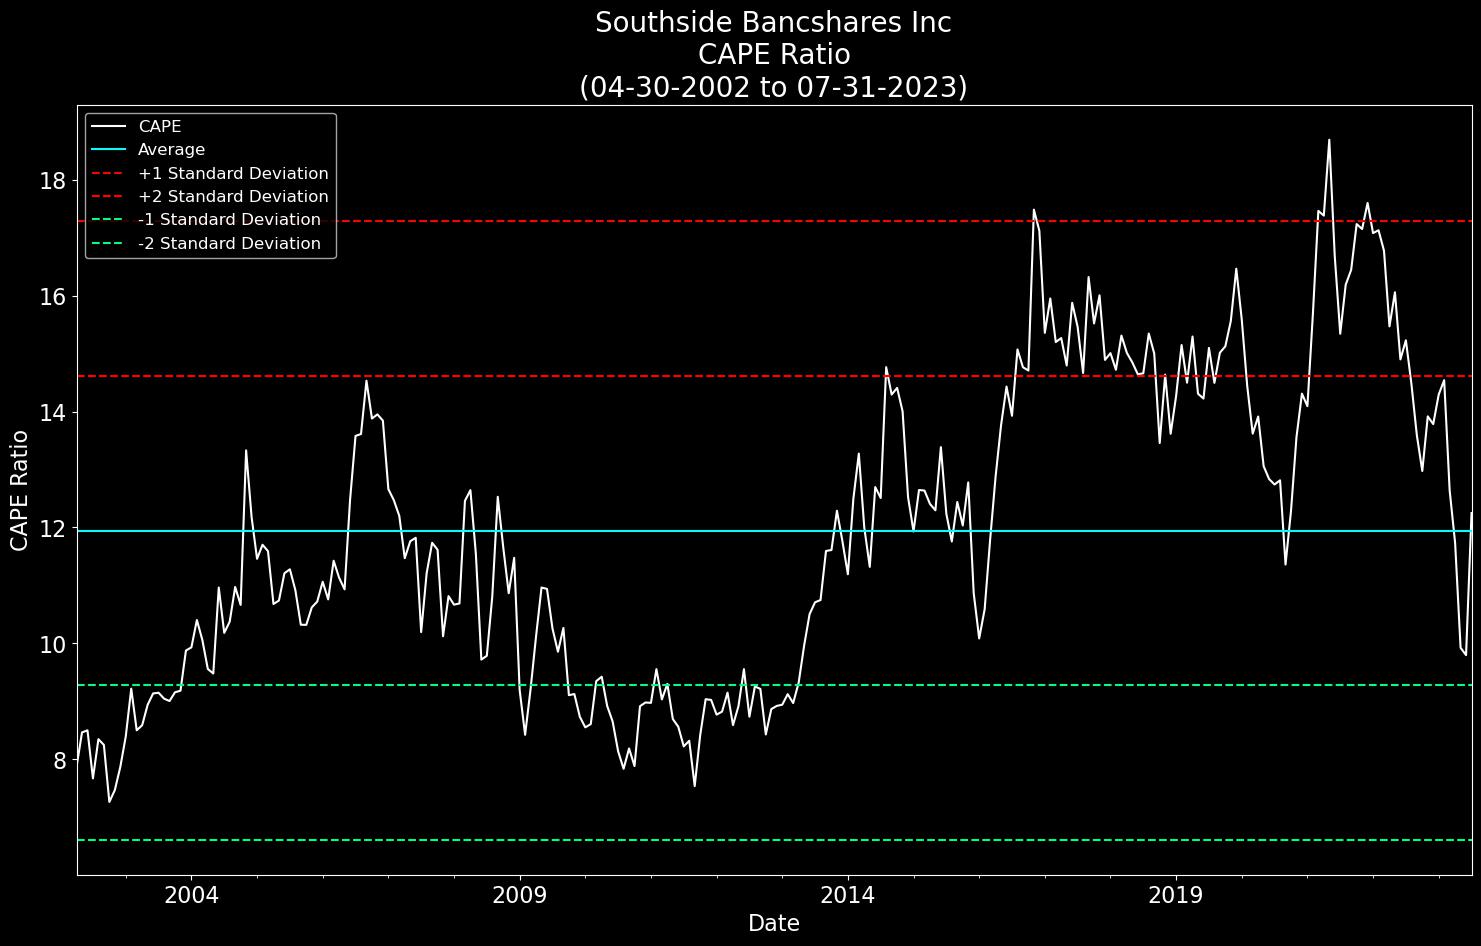 Southside Bancshares Inc
CAPE Ratio
(04-30-2002 to 07-31-2023)
CAPE
Average
+1 Standard Deviation
+2 Standard Deviation
-1 Standard Deviation
-2 Standard Deviation
18
16
14
12
10
8
CAPE Ratio
2004
2009
2014
2019
Date